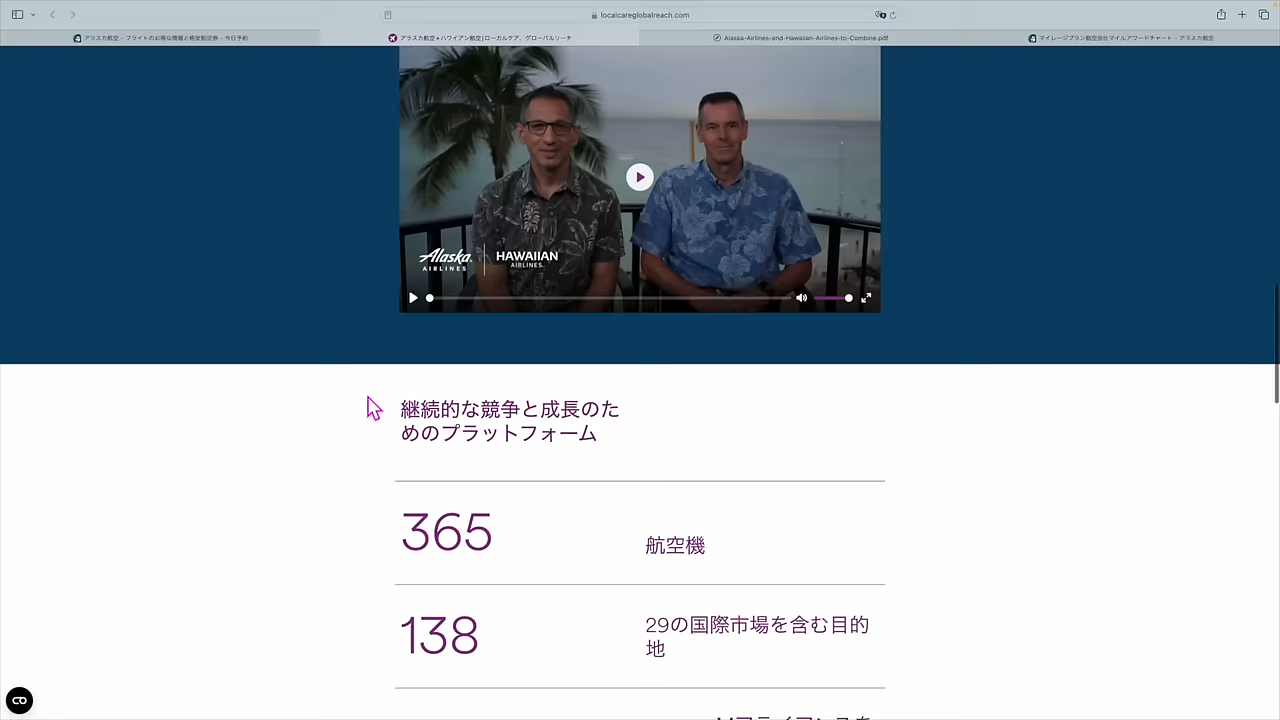 localcareglobalreach.com
アラスカ航空 - フライトのお得な情報と格安航空券 - 今日予約
アラスカ航空+ハワイアン航空|ローカルケア、グローバルリーチ
Alaska-Airlines-and-Hawaiian-Airlines-to-Combine.pdf
マイレージプラン航空会社マイルアワードチャート - アラスカ航空
Alaska
AIRLINES
HAWAIIAN
AIRLINES
継続的な競争と成長のた
めのプラットフォーム
365
航空機
138
29の国際市場を含む目的
地